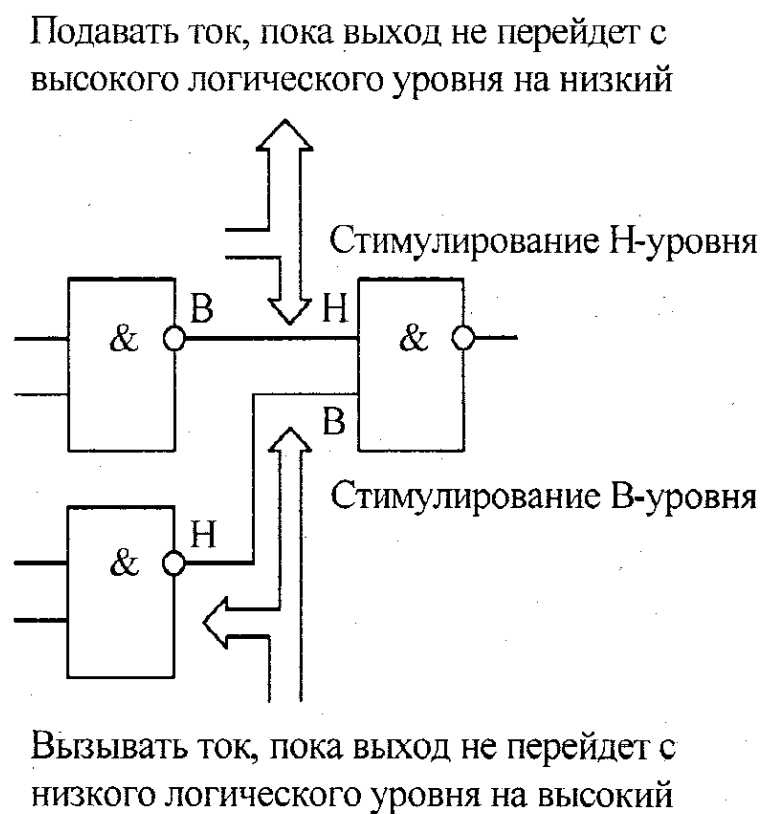 Подавать ток, пока выход не перейдет с
высокого логического уровня на низкий
Стимулирование Н-уровня
В
Н
&
&
В
Стимулирование В-уровня
Н
&
Вызывать ток, пока выход не перейдет с
низкого логического уровня на высокий